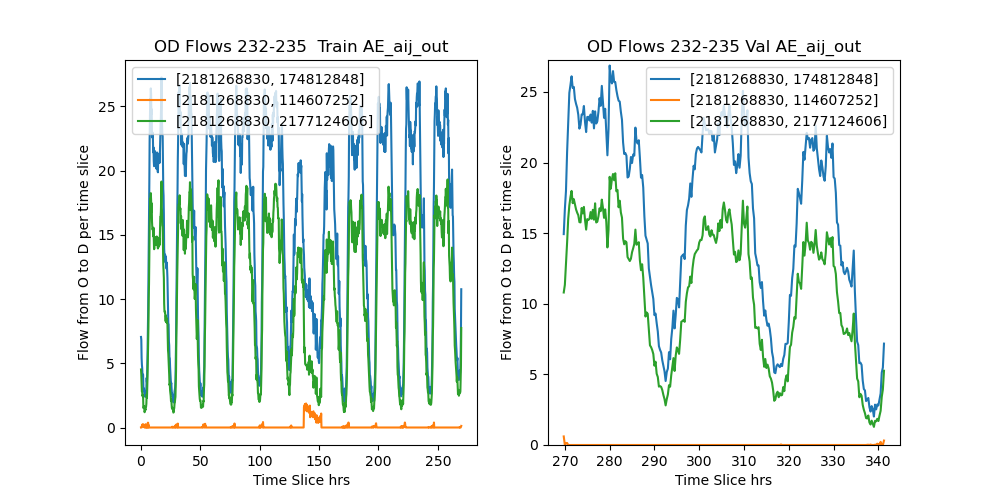 OD Flows 232-235  Train AE_aij_out
[2181268830, 174812848]
[2181268830, 114607252]
[2181268830, 2177124606]
Flow from O to D per time slice
25
20
15
10
5
0
0 50 100 150 200 250
Time Slice hrs
OD Flows 232-235 Val AE_aij_out
[2181268830, 174812848]
[2181268830, 114607252]
[2181268830, 2177124606]
Flow from O to D per time slice
25
20
15
10
5
0
270 280 290 300 310 320 330 340
Time Slice hrs